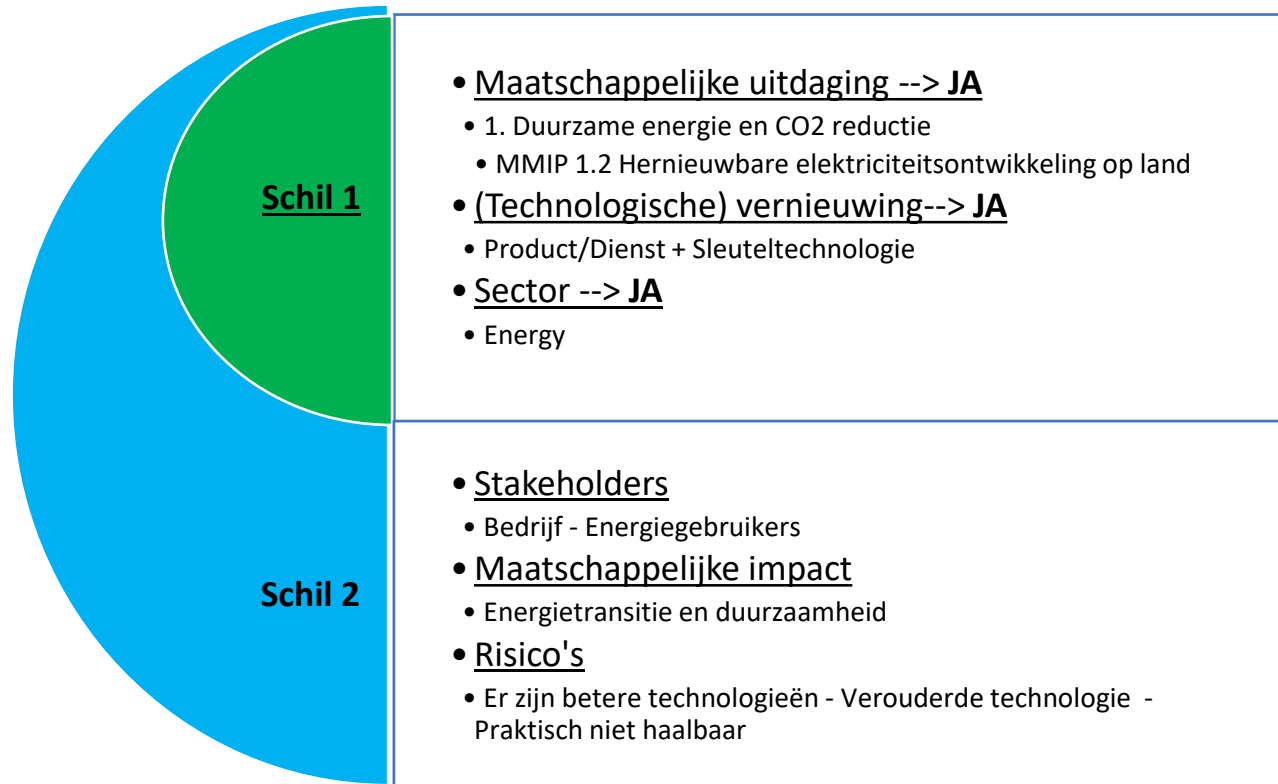 Schil 1
• Maatschappelijke uitdaging --> JA
• 1. Duurzame energie en CO2 reductie
• MMIP 1.2 Hernieuwbare elektriciteitsontwikkeling op land
• (Technologische) vernieuwing--> JA
• Product/Dienst + Sleuteltechnologie
• Sector --> JA
• Energy
Schil 2
• Stakeholders
• Bedrijf - Energiegebruikers
• Maatschappelijke impact
• Energietransitie en duurzaamheid
• Risico's
• Er zijn betere technologieën - Verouderde technologie -
Praktisch niet haalbaar